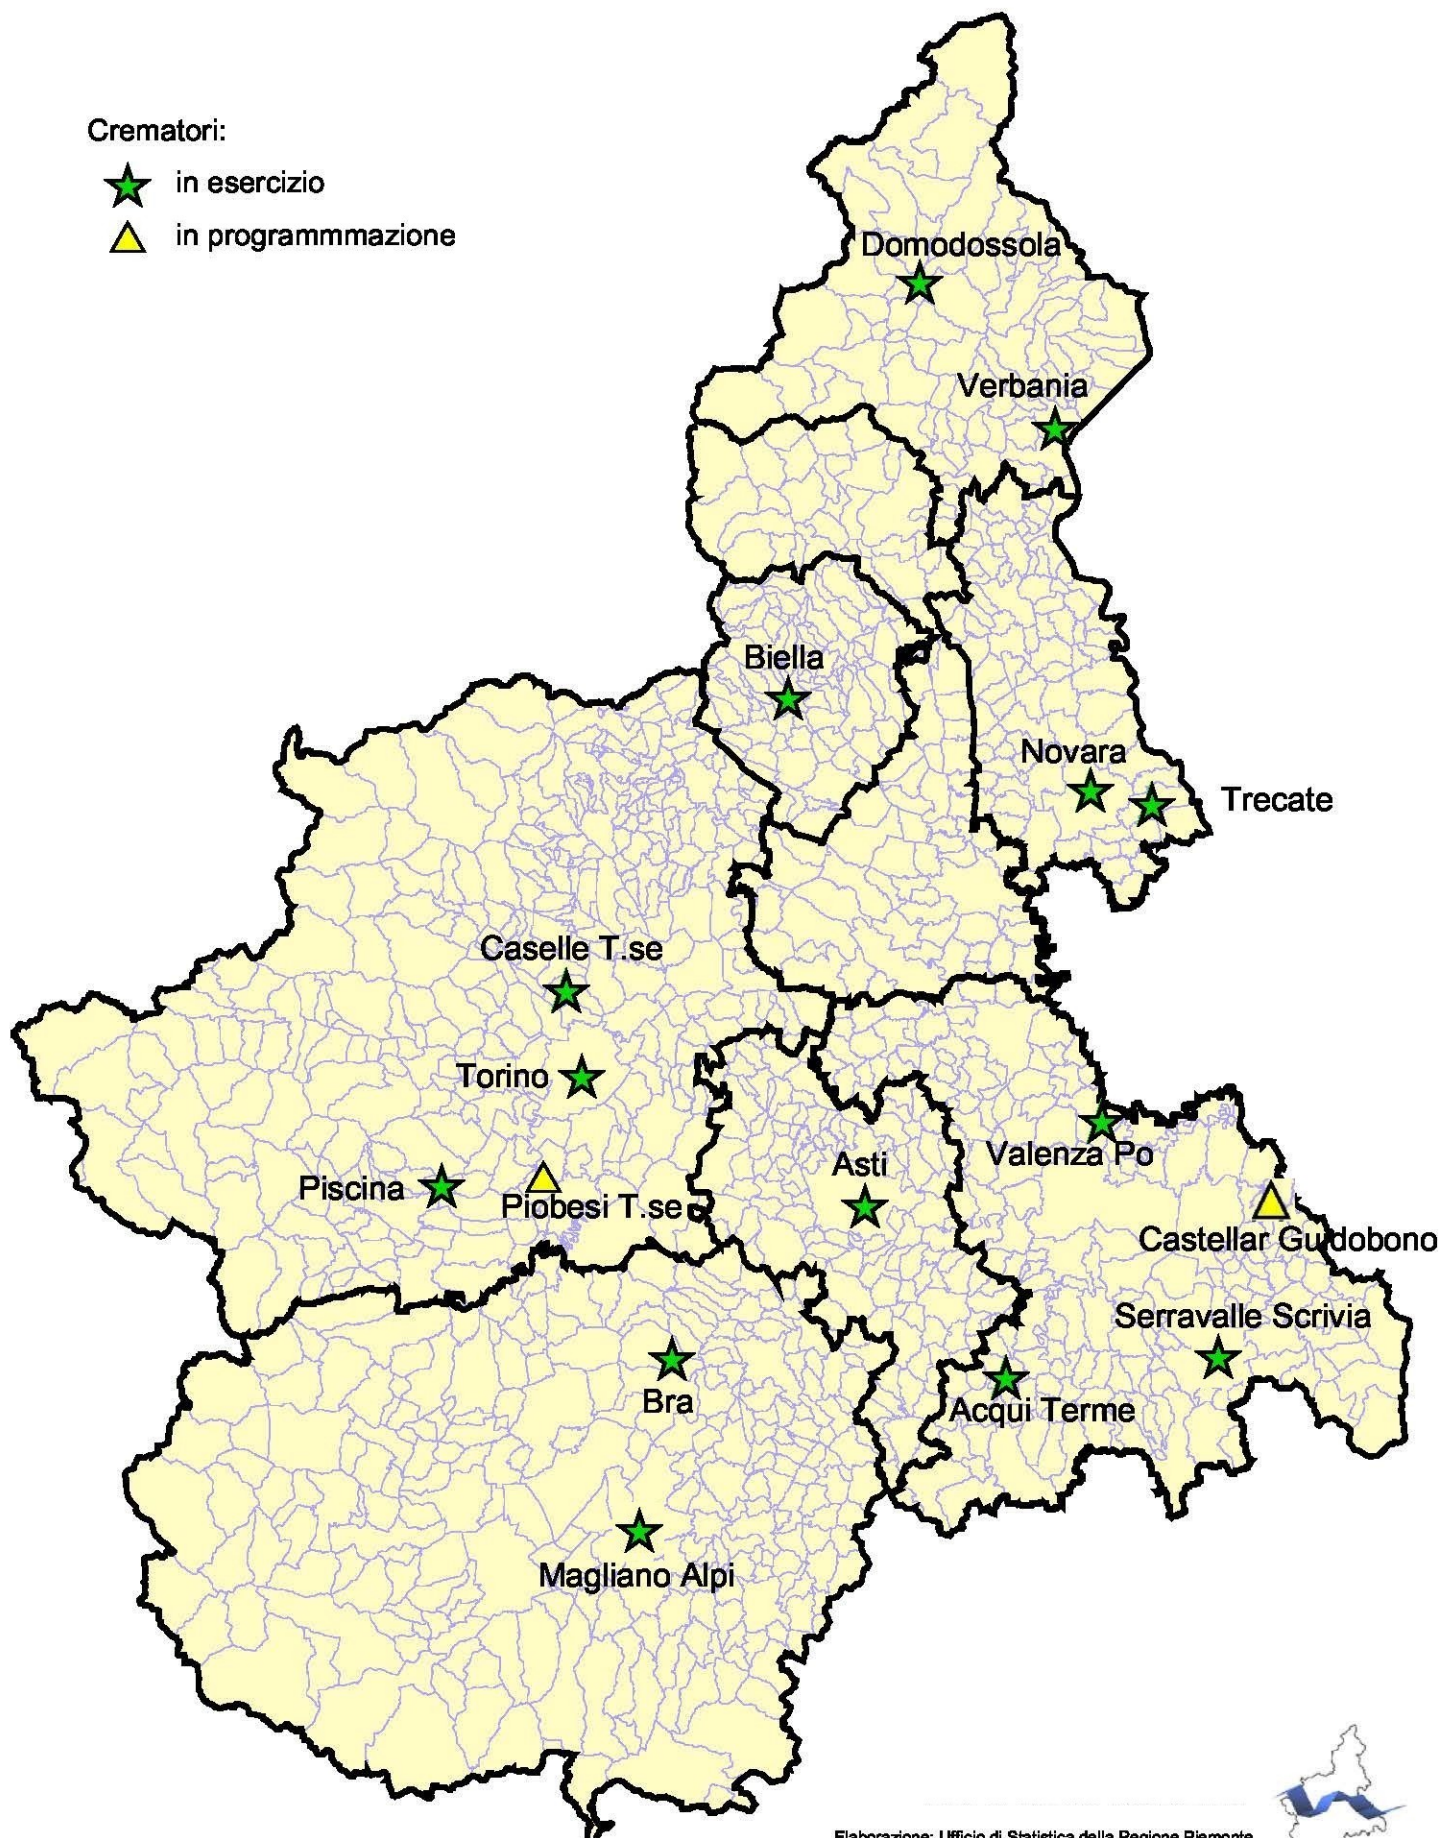 Crematori:
in esercizio
in programmmazione
Domodossola
Verbania
Biella
Novara
Trecate
Caselle T.se
Torino
Valenza Po
Asti
Piscina
Piobesi T.se
Castellar Guidobono
Serravalle Scrivia
Bra
Acqui Terme
Magliano Alpi
Elaborazione: Ufficio di Statistica della Regione Piemonte